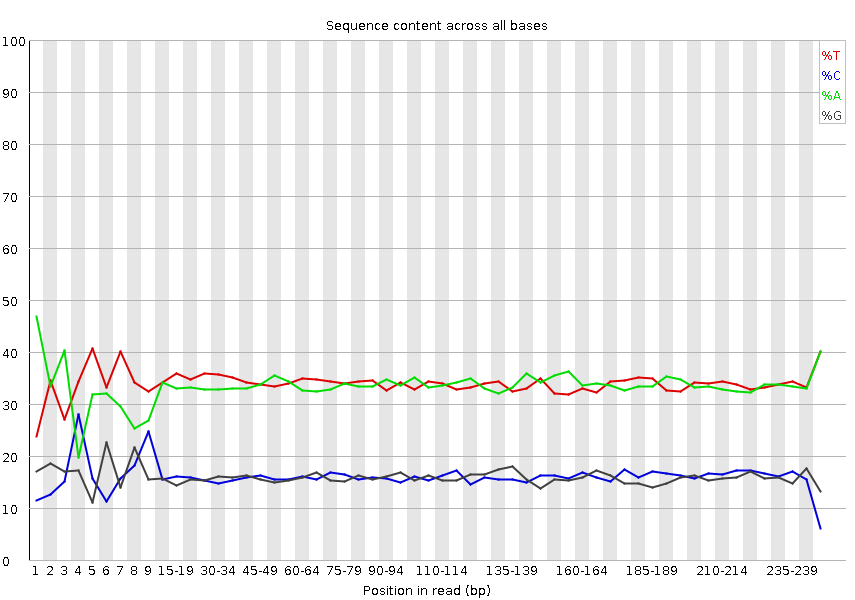 Sequence content across all bases
100
90
80
70
60
50
40
30
20
10
0
%T
%C
%A
%G
1 2 3 4 5 6 7 8 9 15-19 30-34 45-49 60-64 75-79 90-94 110-114 135-139 160-164 185-189 210-214 235-239
Position in read (bp)